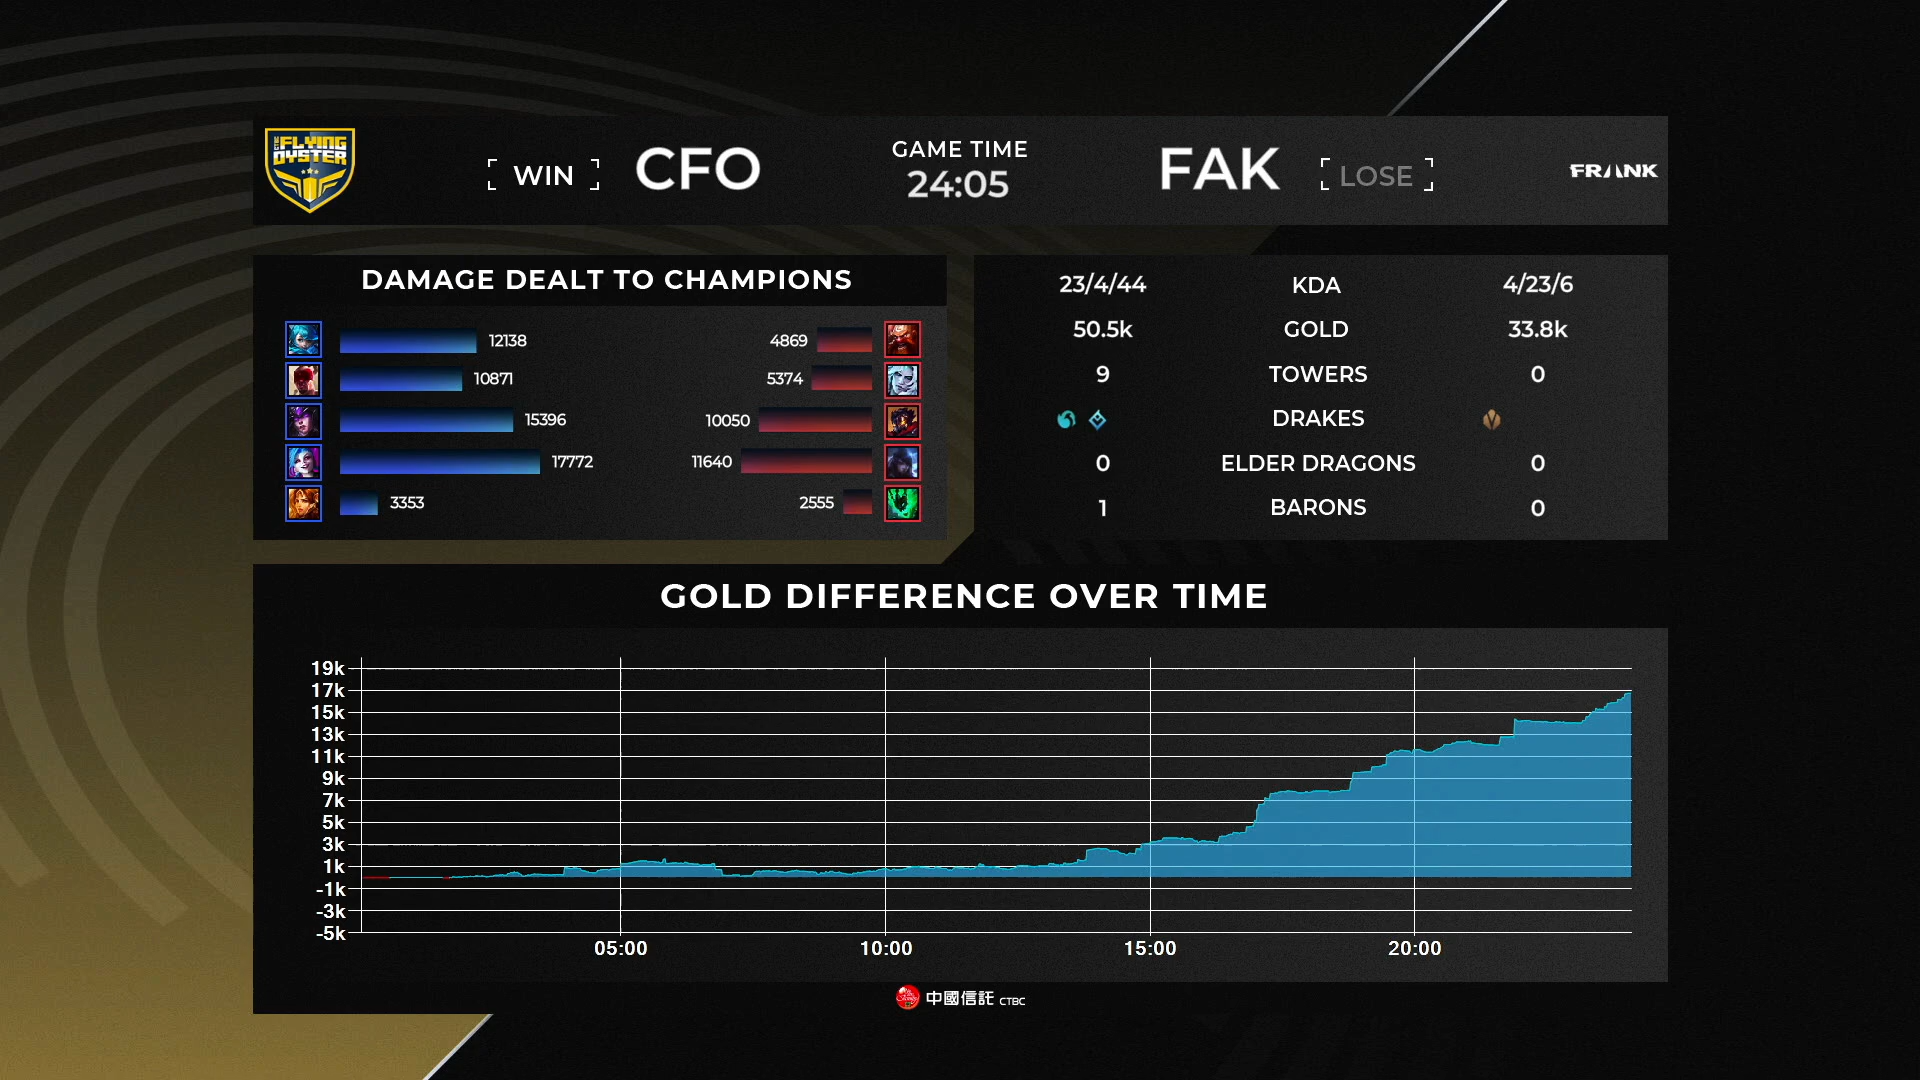 CTBC FLYING
OYSTER
WIN
CFO
GAME TIME
24:05
FAK
LOSE
FRANK
DAMAGE DEALT TO CHAMPIONS
12138
4869
10871
5374
15396
10050
17772
11640
3353
2555
23/4/44 KDA 4/23/6
50.5k GOLD 33.8k
9 TOWERS 0
DRAKES
0 ELDER DRAGONS 0
1 BARONS 0
GOLD DIFFERENCE OVER TIME
19k
17k
15k
13k
11k
9k
7k
5k
3k
1k
-1k
-3k
-5k
05:00 10:00 15:00 20:00
中國信託 CTBC